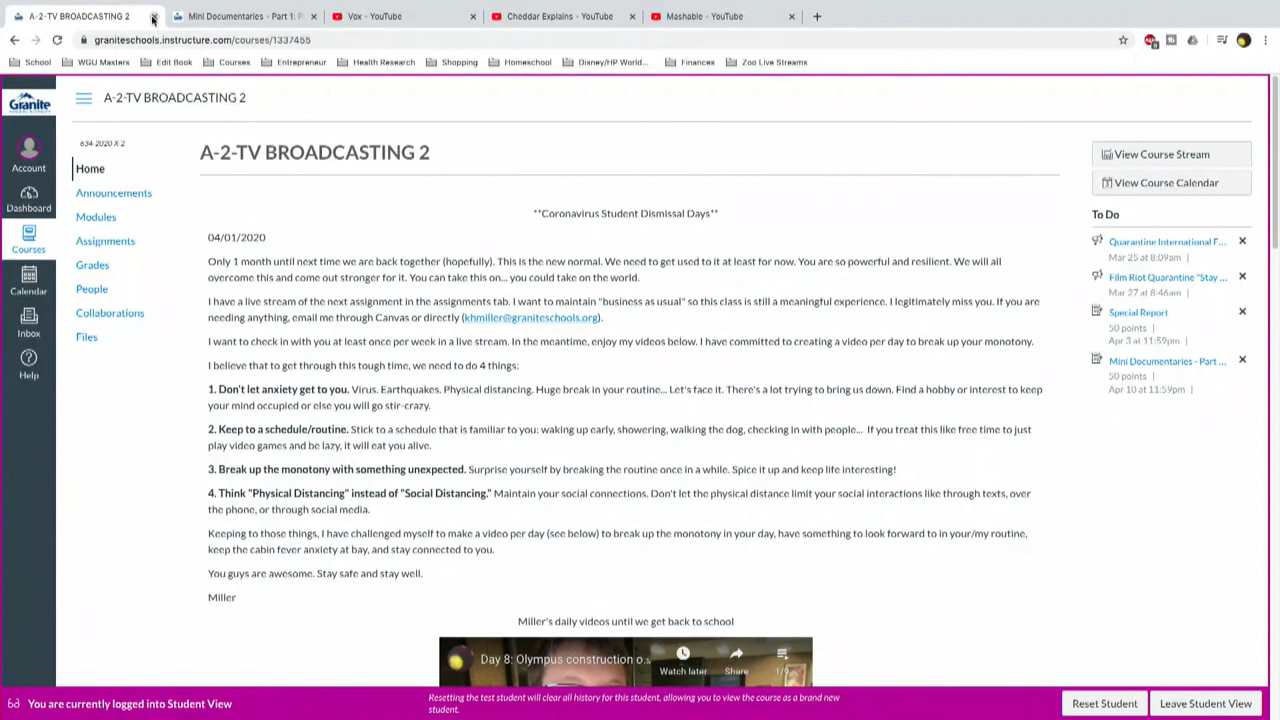 A-2-TV BROADCASTING 2
Mini Documentaries - Part 1: P
Vox - YouTube
Cheddar Explains - YouTube
Mashable - YouTube
graniteschools.instructure.com/courses/1337455
School
WGU Masters
Edit Book
Courses
Entrepreneur
Health Research
Shopping
Homeschool
Disney/HP World...
Finances
Zoo Live Streams
Granite
A-2-TV BROADCASTING 2
Account
Dashboard
Courses
Calendar
Inbox
Help
634 2020 X 2
Home
Announcements
Modules
Assignments
Grades
People
Collaborations
Files
A-2-TV BROADCASTING 2
**Coronavirus Student Dismissal Days**
04/01/2020
Only 1 month until next time we are back together (hopefully). This is the new normal. We need to get used to it at least for now. You are so powerful and resilient. We will all
overcome this and come out stronger for it. You can take this on... you could take on the world.
I have a live stream of the next assignment in the assignments tab. I want to maintain "business as usual" so this class is still a meaningful experience. I legitimately miss you. If you are
needing anything, email me through Canvas or directly (khmiller@graniteschools.org).
I want to check in with you at least once per week in a live stream. In the meantime, enjoy my videos below. I have committed to creating a video per day to break up your monotony.
I believe that to get through this tough time, we need to do 4 things:
1. Don't let anxiety get to you. Virus. Earthquakes. Physical distancing. Huge break in your routine... Let's face it. There's a lot trying to bring us down. Find a hobby or interest to keep
your mind occupied or else you will go stir-crazy.
2. Keep to a schedule/routine. Stick to a schedule that is familiar to you: waking up early, showering, walking the dog, checking in with people... If you treat this like free time to just
play video games and be lazy, it will eat you alive.
3. Break up the monotony with something unexpected. Surprise yourself by breaking the routine once in a while. Spice it up and keep life interesting!
4. Think "Physical Distancing" instead of "Social Distancing." Maintain your social connections. Don't let the physical distance limit your social interactions like through texts, over
the phone, or through social media.
Keeping to those things, I have challenged myself to make a video per day (see below) to break up the monotony in your day, have something to look forward to in your/my routine,
keep the cabin fever anxiety at bay, and stay connected to you.
You guys are awesome. Stay safe and stay well.
Miller
Miller's daily videos until we get back to school
Day 8: Olympus construction o...
Watch later
Share
View Course Stream
View Course Calendar
To Do
Quarantine International F...
Mar 25 at 8:09am |
Film Riot Quarantine "Stay ...
Mar 27 at 8:46am |
Special Report
50 points |
Apr 3 at 11:59pm |
Mini Documentaries - Part ...
50 points |
Apr 10 at 11:59pm |
You are currently logged into Student View
Resetting the test student will clear all history for this student, allowing you to view the course as a brand new
student.
Reset Student
Leave Student View